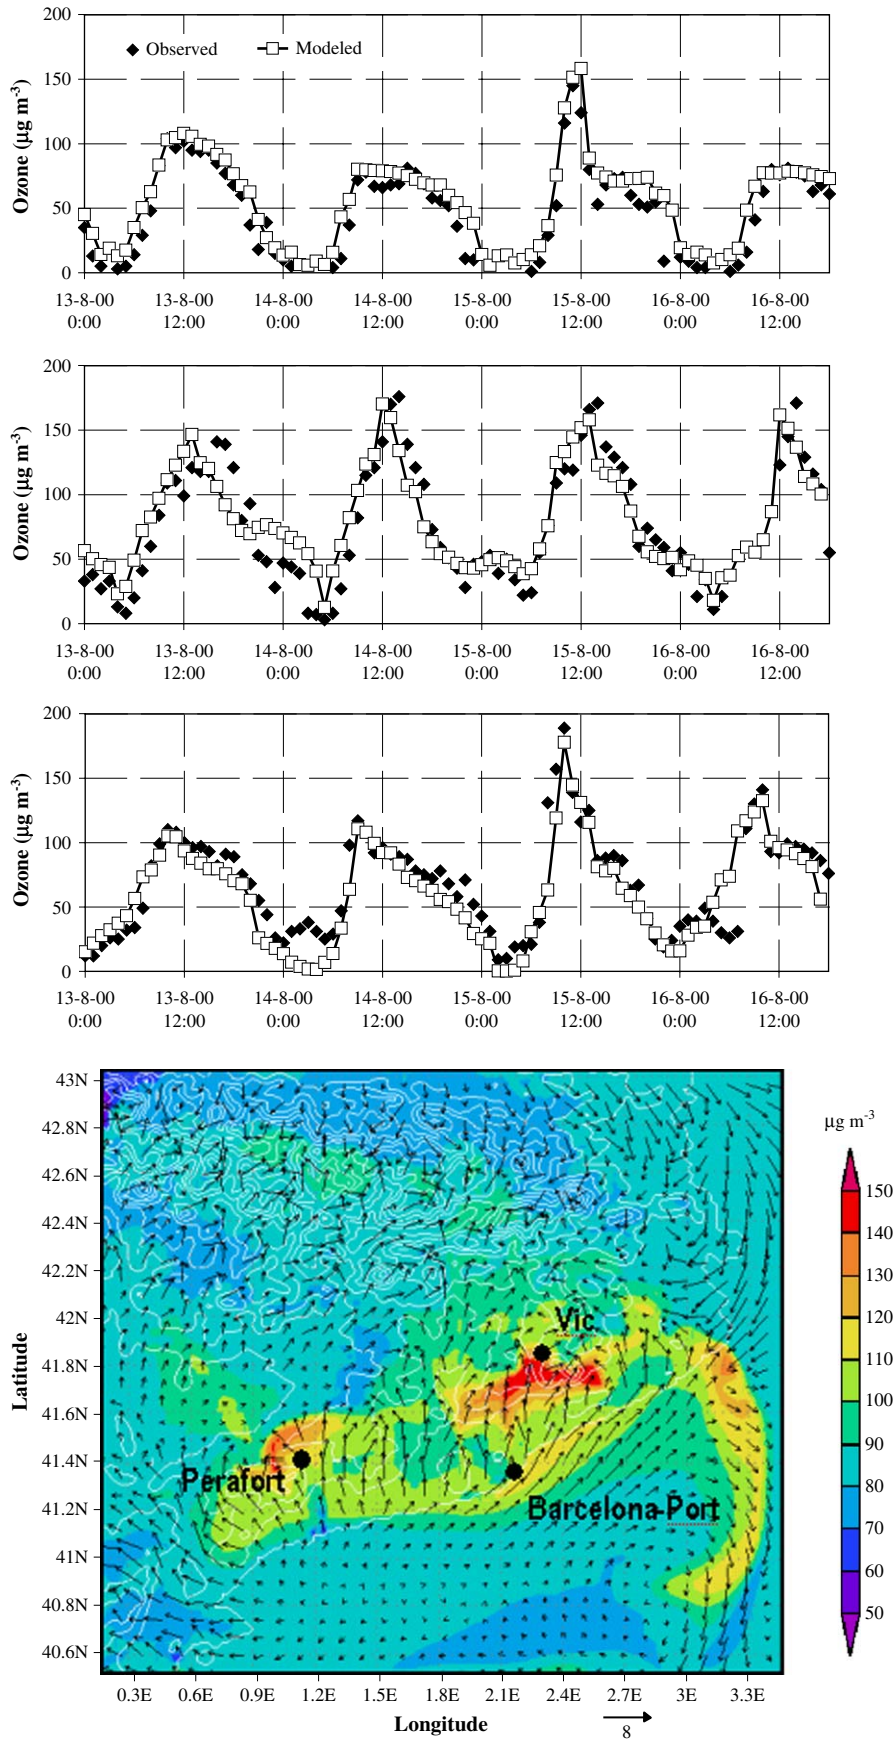 200
Observed Modeled
150
100
50
0
Ozone (µg m-3)
13-8-00 13-8-00 14-8-00 14-8-00 15-8-00 15-8-00 16-8-00 16-8-00
0:00 12:00 0:00 12:00 0:00 12:00 0:00 12:00
200
150
100
50
0
Ozone (µg m-3)
13-8-00 13-8-00 14-8-00 14-8-00 15-8-00 15-8-00 16-8-00 16-8-00
0:00 12:00 0:00 12:00 0:00 12:00 0:00 12:00
200
150
100
50
0
Ozone (µg m-3)
13-8-00 13-8-00 14-8-00 14-8-00 15-8-00 15-8-00 16-8-00 16-8-00
0:00 12:00 0:00 12:00 0:00 12:00 0:00 12:00
43N
42.8N
42.6N
42.4N
42.2N
42N
41.8N
41.6N
41.4N
41.2N
41N
40.8N
40.6N
Latitude
Vic
Perafort
Barcelona-Port
0.3E 0.6E 0.9E 1.2E 1.5E 1.8E 2.1E 2.4E 2.7E 3E 3.3E
Longitude
8
µg m-3
150
140
130
120
110
100
90
80
70
60
50